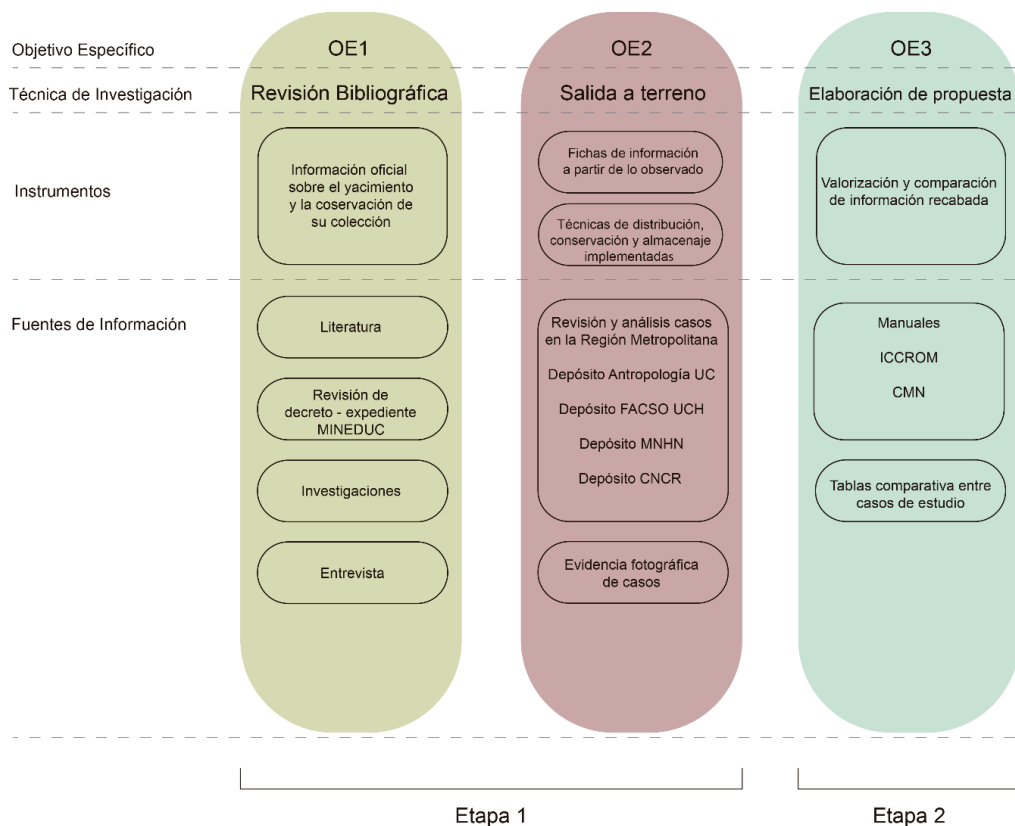 Objetivo Específico
OE1
OE2
OE3
Técnica de Investigación
Revisión Bibliográfica
Salida a terreno
Elaboración de propuesta
Instrumentos
Información oficial
sobre el yacimiento
y la coservación de
su colección
Fichas de información
a partir de lo observado
Técnicas de distribución,
conservación y almacenaje
implementadas
Valorización y comparación
de información recabada
Fuentes de Información
Literatura
Revisión de
decreto - expediente
MINEDUC
Investigaciones
Entrevista
Revisión y análisis casos
en la Región Metropolitana
Depósito Antropología UC
Depósito FACSO UCH
Depósito MNHN
Depósito CNCR
Evidencia fotográfica
de casos
Manuales
ICCROM
CMN
Tablas comparativa entre
casos de estudio
Etapa 1
Etapa 2